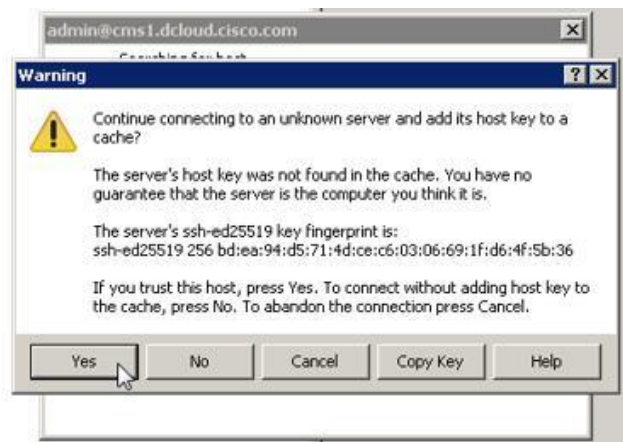 admin@cms1.dcloud.cisco.com
Searching for host
Warning
Continue connecting to an unknown server and add its host key to a
cache?
The server's host key was not found in the cache. You have no
guarantee that the server is the computer you think it is.
The server's ssh-ed25519 key fingerprint is:
ssh-ed25519 256 bd:ea:94:d5:71:4d:ce:c6:03:06:69:1f:d6:4f:5b:36
If you trust this host, press Yes. To connect without adding host key to
the cache, press No. To abandon the connection press Cancel.
Yes No Cancel Copy Key Help